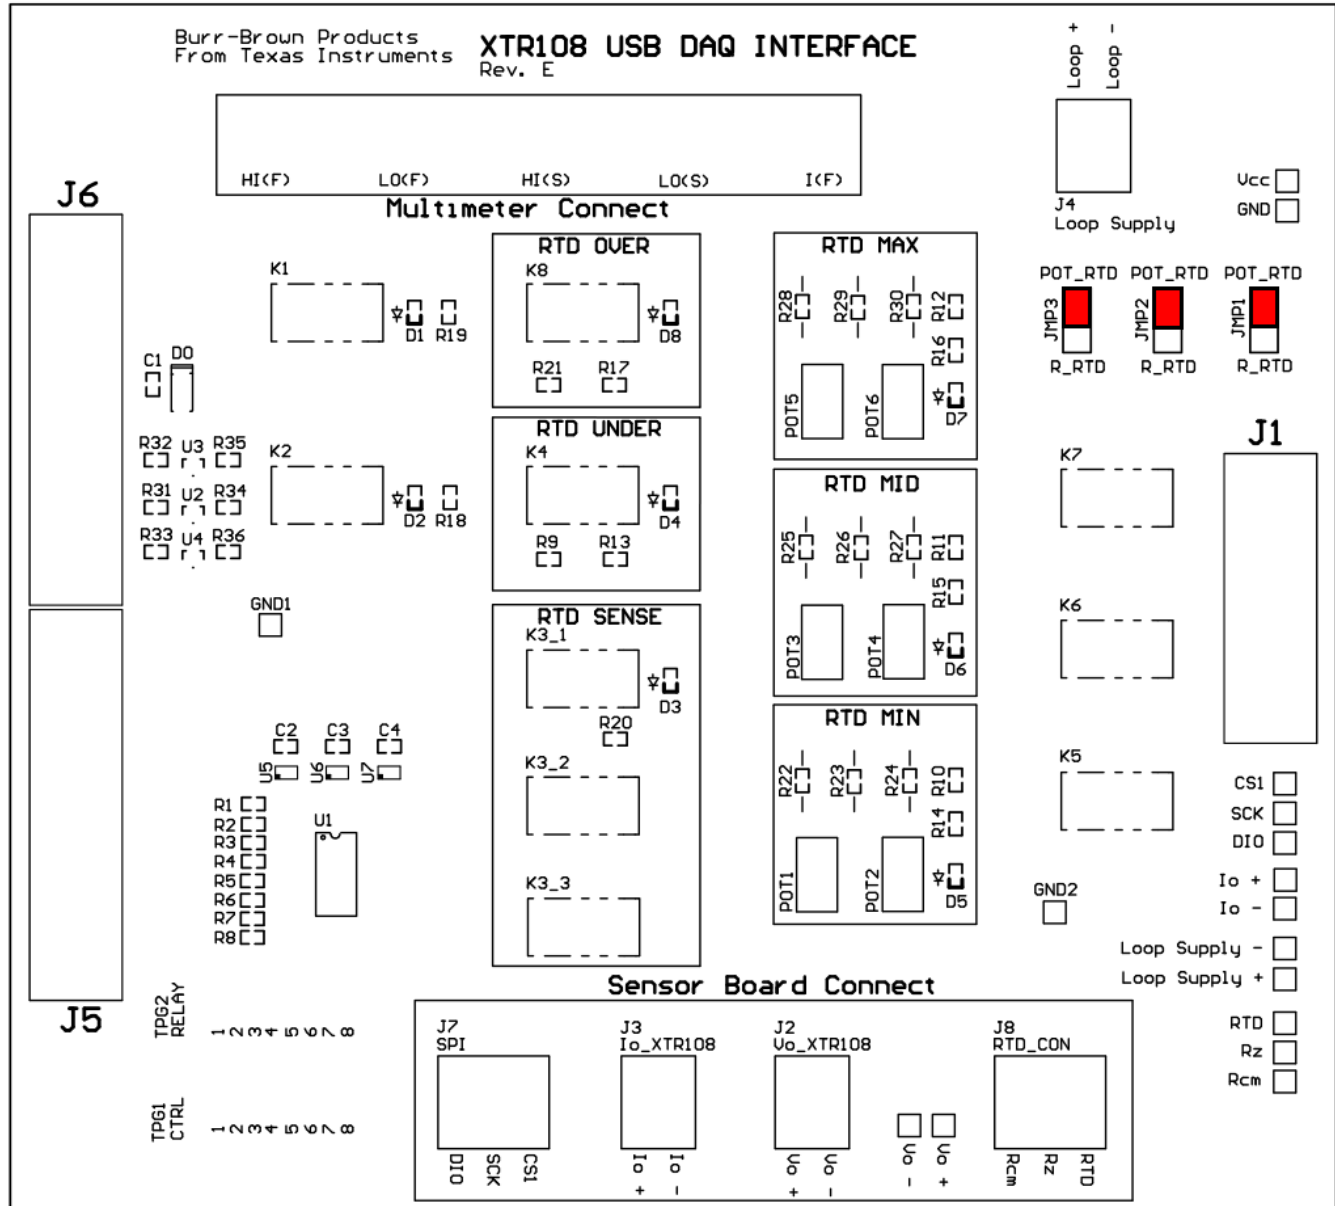 Burr-Brown Products
From Texas Instruments
XTR108 USB DAQ INTERFACE
Rev. E
Loop +
Loop -
HI(F) LO(F) HI(S) LO(S) I(F)
Multimeter Connect
J4
Loop Supply
Vcc
GND
J6
K1
D1
R19
RTD OVER
K8
D8
R21
R17
RTD MAX
R28
R29
R30
R12
R16
POT5
POT6
D7
POT_RTD POT_RTD POT_RTD
JMP3
JMP2
JMP1
R_RTD R_RTD R_RTD
C1
D0
R32
U3
R35
R31
U2
R34
R33
U4
R36
K2
D2
R18
RTD UNDER
K4
D4
R9
R13
RTD MID
R25
R26
R27
R11
R15
POT3
POT4
D6
K7
J1
K6
K5
GND1
RTD SENSE
K3_1
D3
R20
K3_2
K3_3
RTD MIN
R22
R23
R24
R10
R14
POT1
POT2
D5
GND2
C2
C3
C4
U5
U6
U7
R1
R2
R3
R4
R5
R6
R7
R8
U1
CS1
SCK
DIO
Io +
Io -
Loop Supply -
Loop Supply +
RTD
Rz
Rcm
J5
TPG2
RELAY
1 2 3 4 5 6 7 8
TPG1
CTRL
1 2 3 4 5 6 7 8
Sensor Board Connect
J7
SPI
DIO
SCK
CS1
J3
Io_XTR108
Io +
Io -
J2
Vo_XTR108
Vo +
Vo -
Vo -
Vo +
J8
RTD_CON
Rcm
Rz
RTD